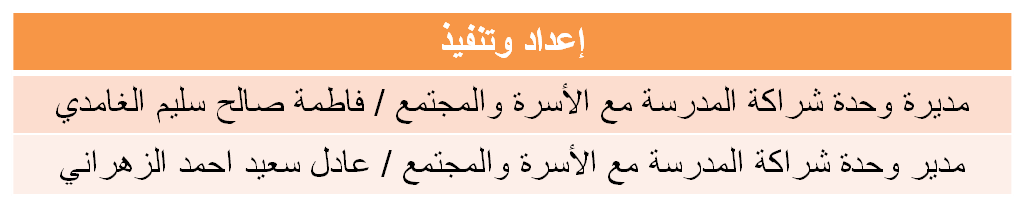 إعداد وتنفيذ
مديرة وحدة شراكة المدرسة مع الأسرة والمجتمع / فاطمة صالح سليم الغامدي
مدير وحدة شراكة المدرسة مع الأسرة والمجتمع / عادل سعيد احمد الزهراني